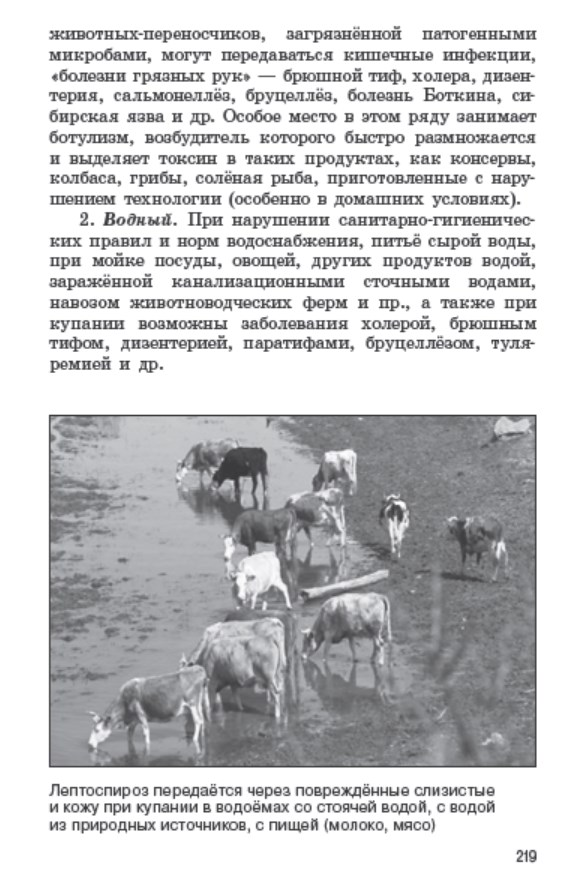 животных-переносчиков, загрязнённой патогенными
микробами, могут передаваться кишечные инфекции,
«болезни грязных рук» — брюшной тиф, холера, дизен-
терия, сальмонеллёз, бруцеллёз, болезнь Боткина, си-
бирская язва и др. Особое место в этом ряду занимает
ботулизм, возбудитель которого быстро размножается
и выделяет токсин в таких продуктах, как консервы,
колбаса, грибы, солёная рыба, приготовленные с нару-
шением технологии (особенно в домашних условиях).
2. Водный. При нарушении санитарно-гигиеничес-
ких правил и норм водоснабжения, питьё сырой воды,
при мойке посуды, овощей, других продуктов водой,
заражённой канализационными сточными водами,
навозом животноводческих ферм и пр., а также при
купании возможны заболевания холерой, брюшным
тифом, дизентерией, паратифами, бруцеллёзом, туля-
ремией и др.
Лептоспироз передаётся через повреждённые слизистые
и кожу при купании в водоёмах со стоячей водой, с водой
из природных источников, с пищей (молоко, мясо)
219